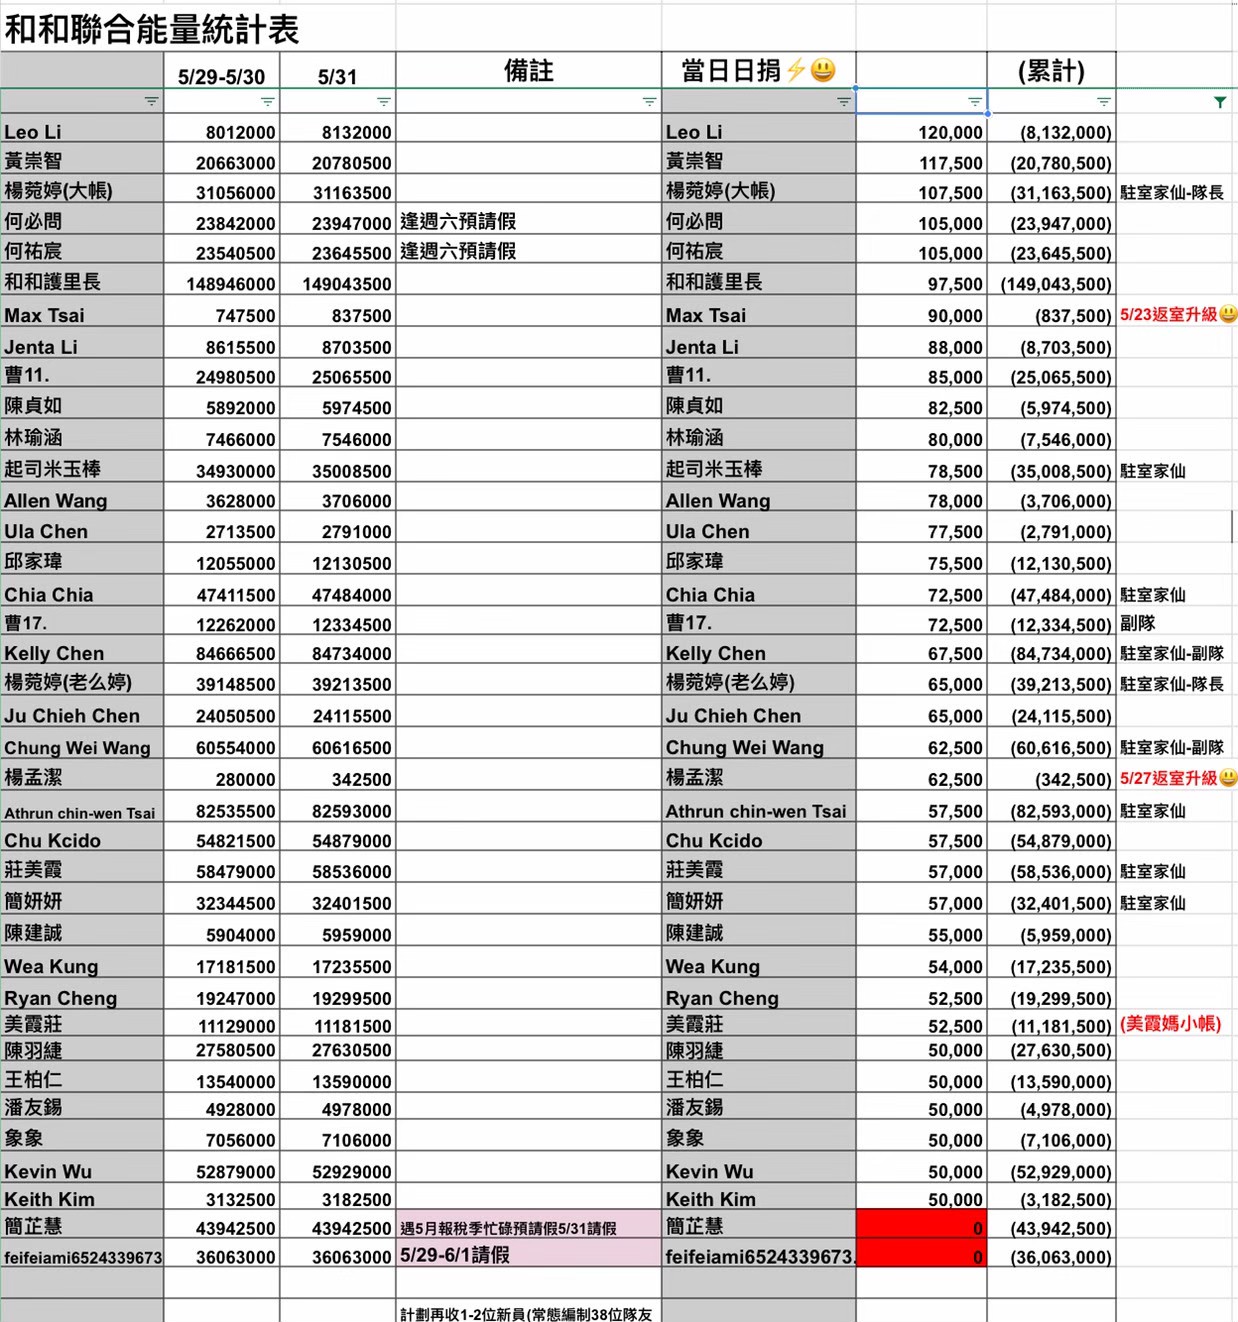 和和聯合能量統計表
5/29-5/30 5/31 備註 當日日捐⚡😃 (累計)
Leo Li 8012000 8132000 Leo Li 120,000 (8,132,000)
黃崇智 20663000 20780500 黃崇智 117,500 (20,780,500)
楊菀婷(大帳) 31056000 31163500 楊菀婷(大帳) 107,500 (31,163,500) 駐室家仙-隊長
何必問 23842000 23947000 逢週六預請假 何必問 105,000 (23,947,000)
何祐宸 23540500 23645500 逢週六預請假 何祐宸 105,000 (23,645,500)
和和護里長 148946000 149043500 和和護里長 97,500 (149,043,500)
Max Tsai 747500 837500 Max Tsai 90,000 (837,500) 5/23返室升級😃
Jenta Li 8615500 8703500 Jenta Li 88,000 (8,703,500)
曹11. 24980500 25065500 曹11. 85,000 (25,065,500)
陳貞如 5892000 5974500 陳貞如 82,500 (5,974,500)
林瑜涵 7466000 7546000 林瑜涵 80,000 (7,546,000)
起司米玉棒 34930000 35008500 起司米玉棒 78,500 (35,008,500) 駐室家仙
Allen Wang 3628000 3706000 Allen Wang 78,000 (3,706,000)
Ula Chen 2713500 2791000 Ula Chen 77,500 (2,791,000)
邱家瑋 12055000 12130500 邱家瑋 75,500 (12,130,500)
Chia Chia 47411500 47484000 Chia Chia 72,500 (47,484,000) 駐室家仙
曹17. 12262000 12334500 曹17. 72,500 (12,334,500) 副隊
Kelly Chen 84666500 84734000 Kelly Chen 67,500 (84,734,000) 駐室家仙-副隊
楊菀婷(老么婷) 39148500 39213500 楊菀婷(老么婷) 65,000 (39,213,500) 駐室家仙-隊長
Ju Chieh Chen 24050500 24115500 Ju Chieh Chen 65,000 (24,115,500)
Chung Wei Wang 60554000 60616500 Chung Wei Wang 62,500 (60,616,500) 駐室家仙-副隊
楊孟潔 280000 342500 楊孟潔 62,500 (342,500) 5/27返室升級😃
Athrun chin-wen Tsai 82535500 82593000 Athrun chin-wen Tsai 57,500 (82,593,000) 駐室家仙
Chu Kcido 54821500 54879000 Chu Kcido 57,500 (54,879,000)
莊美霞 58479000 58536000 莊美霞 57,000 (58,536,000) 駐室家仙
簡妍妍 32344500 32401500 簡妍妍 57,000 (32,401,500) 駐室家仙
陳建誠 5904000 5959000 陳建誠 55,000 (5,959,000)
Wea Kung 17181500 17235500 Wea Kung 54,000 (17,235,500)
Ryan Cheng 19247000 19299500 Ryan Cheng 52,500 (19,299,500)
美霞莊 11129000 11181500 美霞莊 52,500 (11,181,500) (美霞媽小帳)
陳羽緁 27580500 27630500 陳羽緁 50,000 (27,630,500)
王柏仁 13540000 13590000 王柏仁 50,000 (13,590,000)
潘友錫 4928000 4978000 潘友錫 50,000 (4,978,000)
象象 7056000 7106000 象象 50,000 (7,106,000)
Kevin Wu 52879000 52929000 Kevin Wu 50,000 (52,929,000)
Keith Kim 3132500 3182500 Keith Kim 50,000 (3,182,500)
簡芷慧 43942500 43942500 遇5月報稅季忙碌預請假5/31請假 簡芷慧 0 (43,942,500)
feifeiami6524339673 36063000 36063000 5/29-6/1請假 feifeiami6524339673. 0 (36,063,000)
計劃再收1-2位新員(常態編制38位隊友